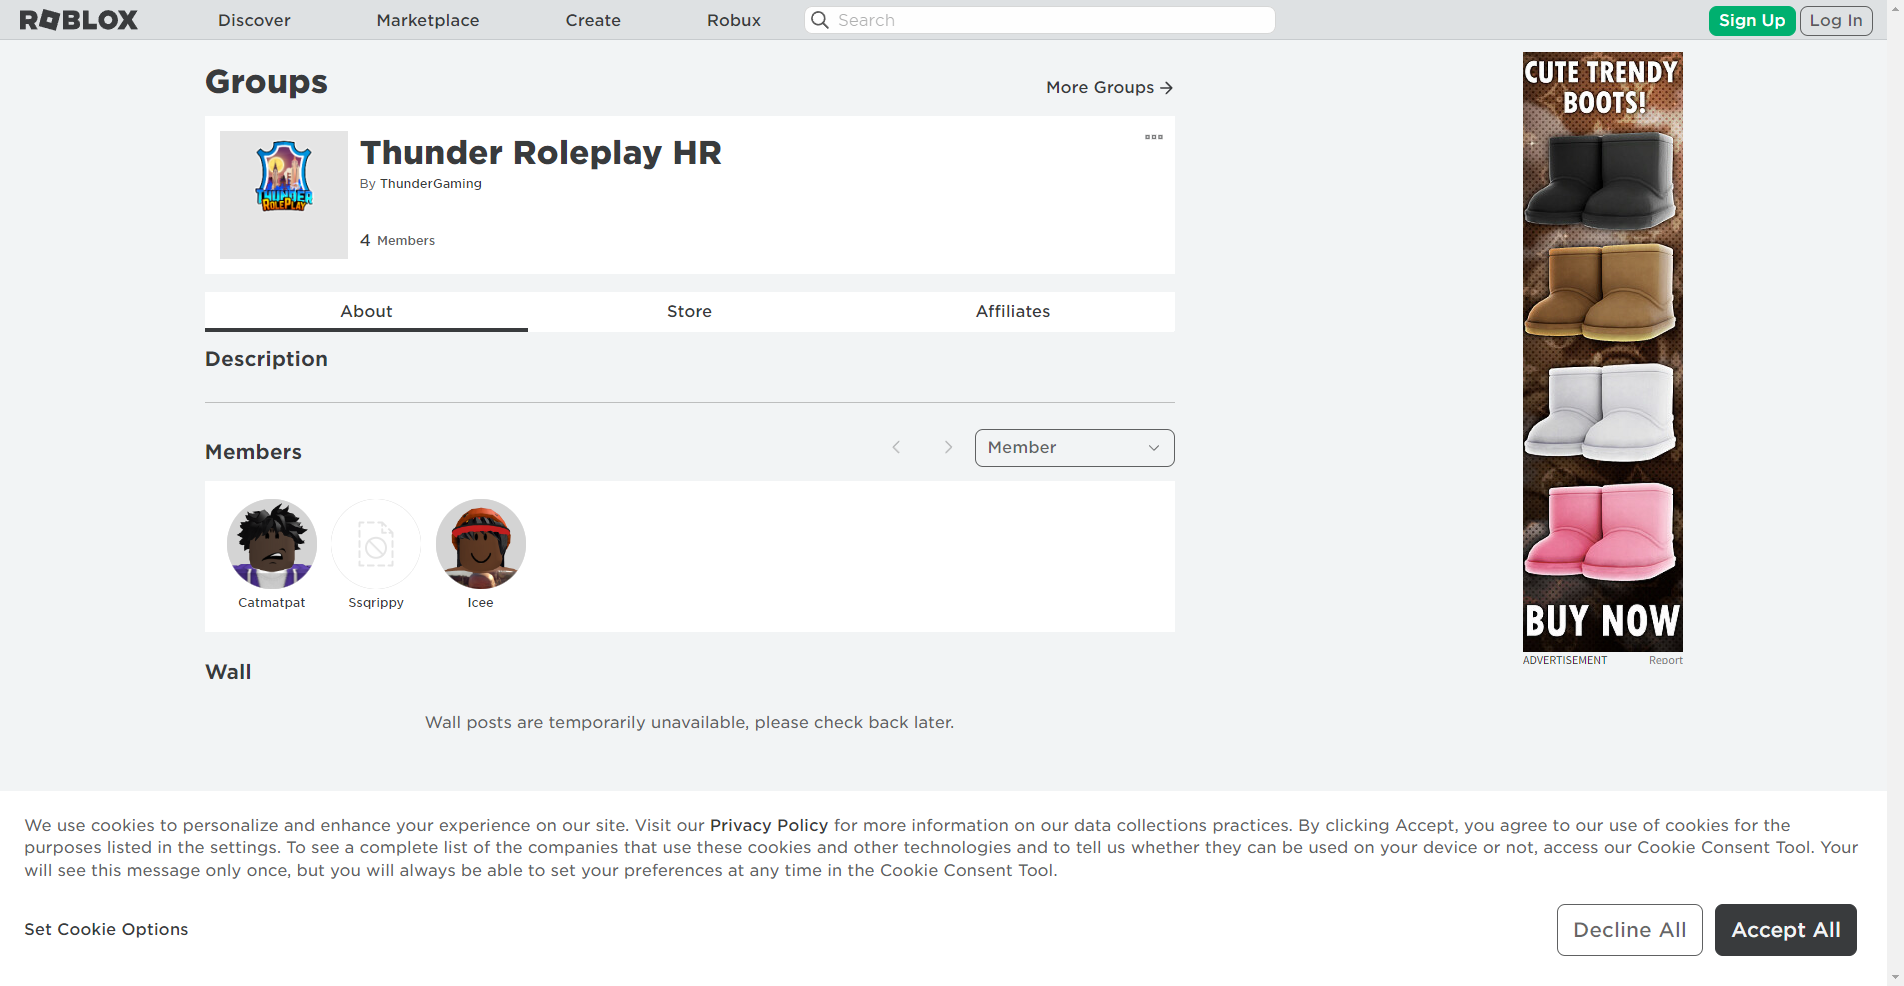 ROBLOX
Discover
Marketplace
Create
Robux
Search
Sign Up
Log In
Groups
More Groups
THUNDER
ROLEPLAY
Thunder Roleplay HR
By ThunderGaming
4 Members
About
Store
Affiliates
Description
Members
Member
Catmatpat
Ssqrippy
Icee
Wall
Wall posts are temporarily unavailable, please check back later.
CUTE TRENDY
BOOTS!
BUY NOW
ADVERTISEMENT
Report
We use cookies to personalize and enhance your experience on our site. Visit our Privacy Policy for more information on our data collections practices. By clicking Accept, you agree to our use of cookies for the
purposes listed in the settings. To see a complete list of the companies that use these cookies and other technologies and to tell us whether they can be used on your device or not, access our Cookie Consent Tool. Your
will see this message only once, but you will always be able to set your preferences at any time in the Cookie Consent Tool.
Set Cookie Options
Decline All
Accept All